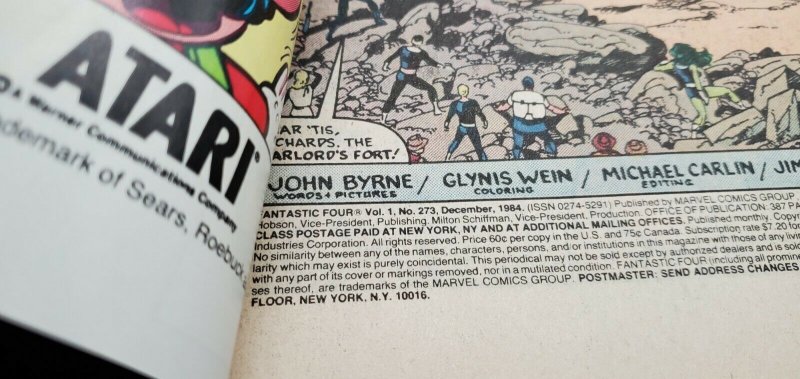 ATARI®
A Warner Communications Company
demark of Sears, Roebuck
AR 'TIS,
CHARDS. THE
ARLORD'S FORT!
JOHN BYRNE / GLYNIS WEIN / MICHAEL CARLIN / JIM
WORDS + PICTURES COLORING EDITING
FANTASTIC FOUR® Vol. 1, No. 273, December, 1984. (ISSN 0274-5291) Published by MARVEL COMICS GROUP
Hobson, Vice-President, Publishing. Milton Schiffman, Vice-President, Production. OFFICE OF PUBLICATION: 387 PA
CLASS POSTAGE PAID AT NEW YORK, NY AND AT ADDITIONAL MAILING OFFICES. Published monthly. Copy
Industries Corporation. All rights reserved. Price 60¢ per copy in the U.S. and 75¢ Canada. Subscription rate $7.20 for
No similarity between any of the names, characters, persons, and/or institutions in this magazine with those of any livin
larity which may exist is purely coincidental. This periodical may not be sold except by authorized dealers and is sold
with any part of its cover or markings removed, nor in a mutilated condition. FANTASTIC FOUR (including all promine
ses thereof, are trademarks of the MARVEL COMICS GROUP. POSTMASTER: SEND ADDRESS CHANGES
FLOOR, NEW YORK, N.Y. 10016.